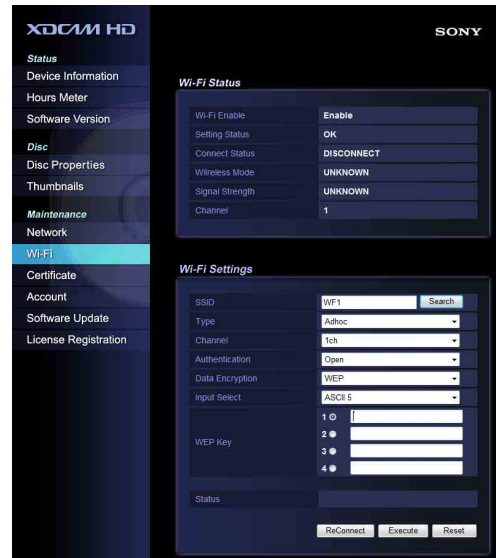 XDCAM HD
SONY
Status
Device Information
Hours Meter
Software Version
Disc
Disc Properties
Thumbnails
Maintenance
Network
Wi-Fi
Certificate
Account
Software Update
License Registration
Wi-Fi Status
Wi-Fi Enable Enable
Setting Status OK
Connect Status DISCONNECT
Wilreless Mode UNKNOWN
Signal Strength UNKNOWN
Channel 1
Wi-Fi Settings
SSID WF1 Search
Type Adhoc
Channel 1ch
Authentication Open
Data Encryption WEP
Input Select ASCII 5
WEP Key
1
2
3
4
Status
ReConnect Execute Reset